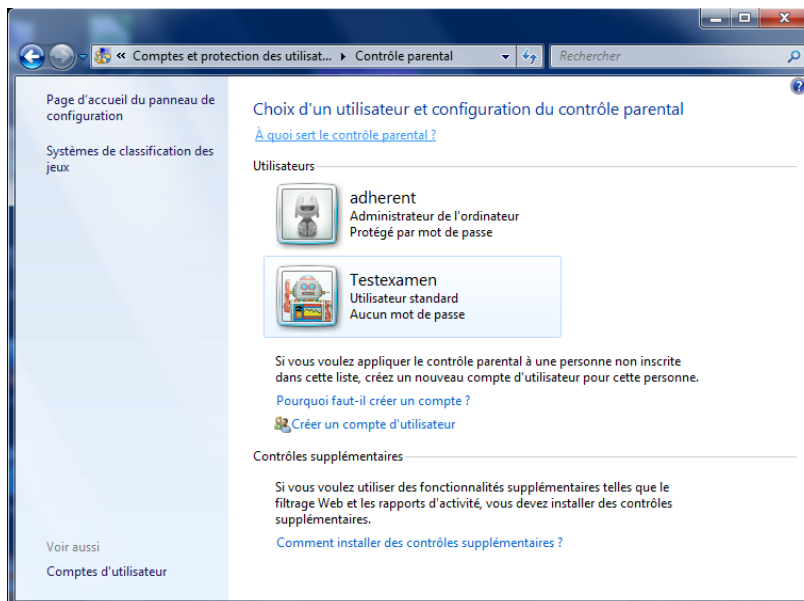 « Comptes et protection des utilisat... Contrôle parental
Rechercher
Page d'accueil du panneau de
configuration
Systèmes de classification des
jeux
Choix d'un utilisateur et configuration du contrôle parental
À quoi sert le contrôle parental ?
Utilisateurs
adherent
Administrateur de l'ordinateur
Protégé par mot de passe
Testexamen
Utilisateur standard
Aucun mot de passe
Si vous voulez appliquer le contrôle parental à une personne non inscrite
dans cette liste, créez un nouveau compte d'utilisateur pour cette personne.
Pourquoi faut-il créer un compte ?
Créer un compte d'utilisateur
Contrôles supplémentaires
Si vous voulez utiliser des fonctionnalités supplémentaires telles que le
filtrage Web et les rapports d'activité, vous devez installer des contrôles
supplémentaires.
Comment installer des contrôles supplémentaires ?
Voir aussi
Comptes d'utilisateur